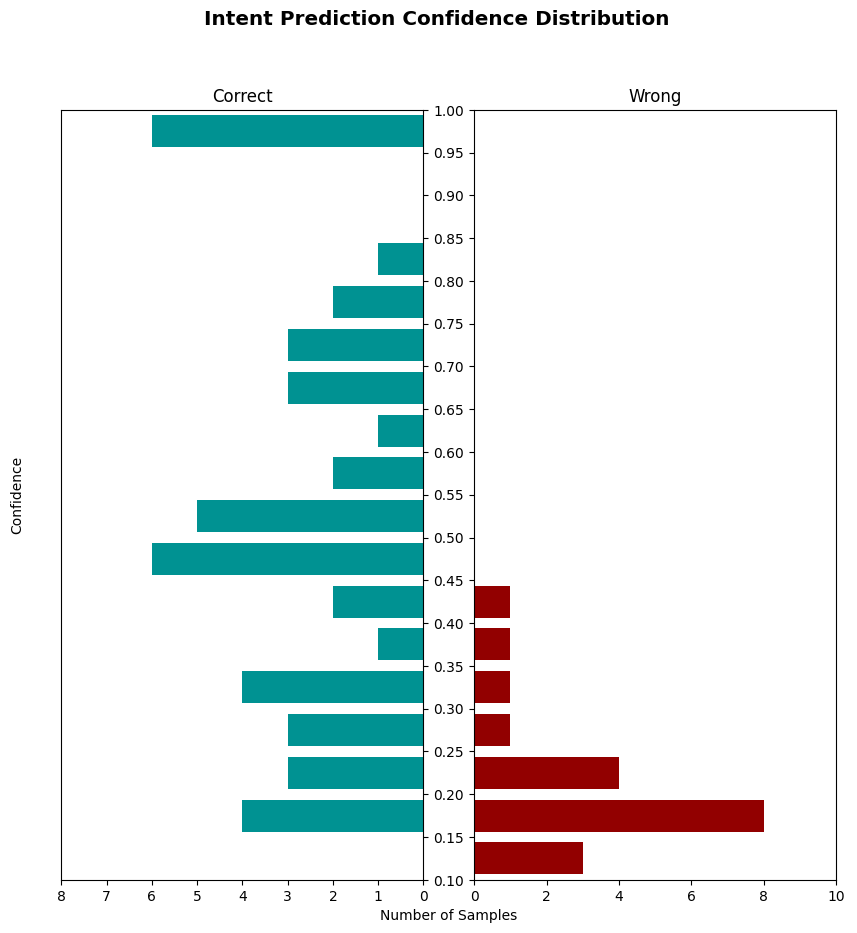 Intent Prediction Confidence Distribution
Correct
Wrong
1.00
0.95
0.90
0.85
0.80
0.75
0.70
0.65
0.60
0.55
0.50
0.45
0.40
0.35
0.30
0.25
0.20
0.15
0.10
Confidence
8 7 6 5 4 3 2 1 0
0 2 4 6 8 10
Number of Samples